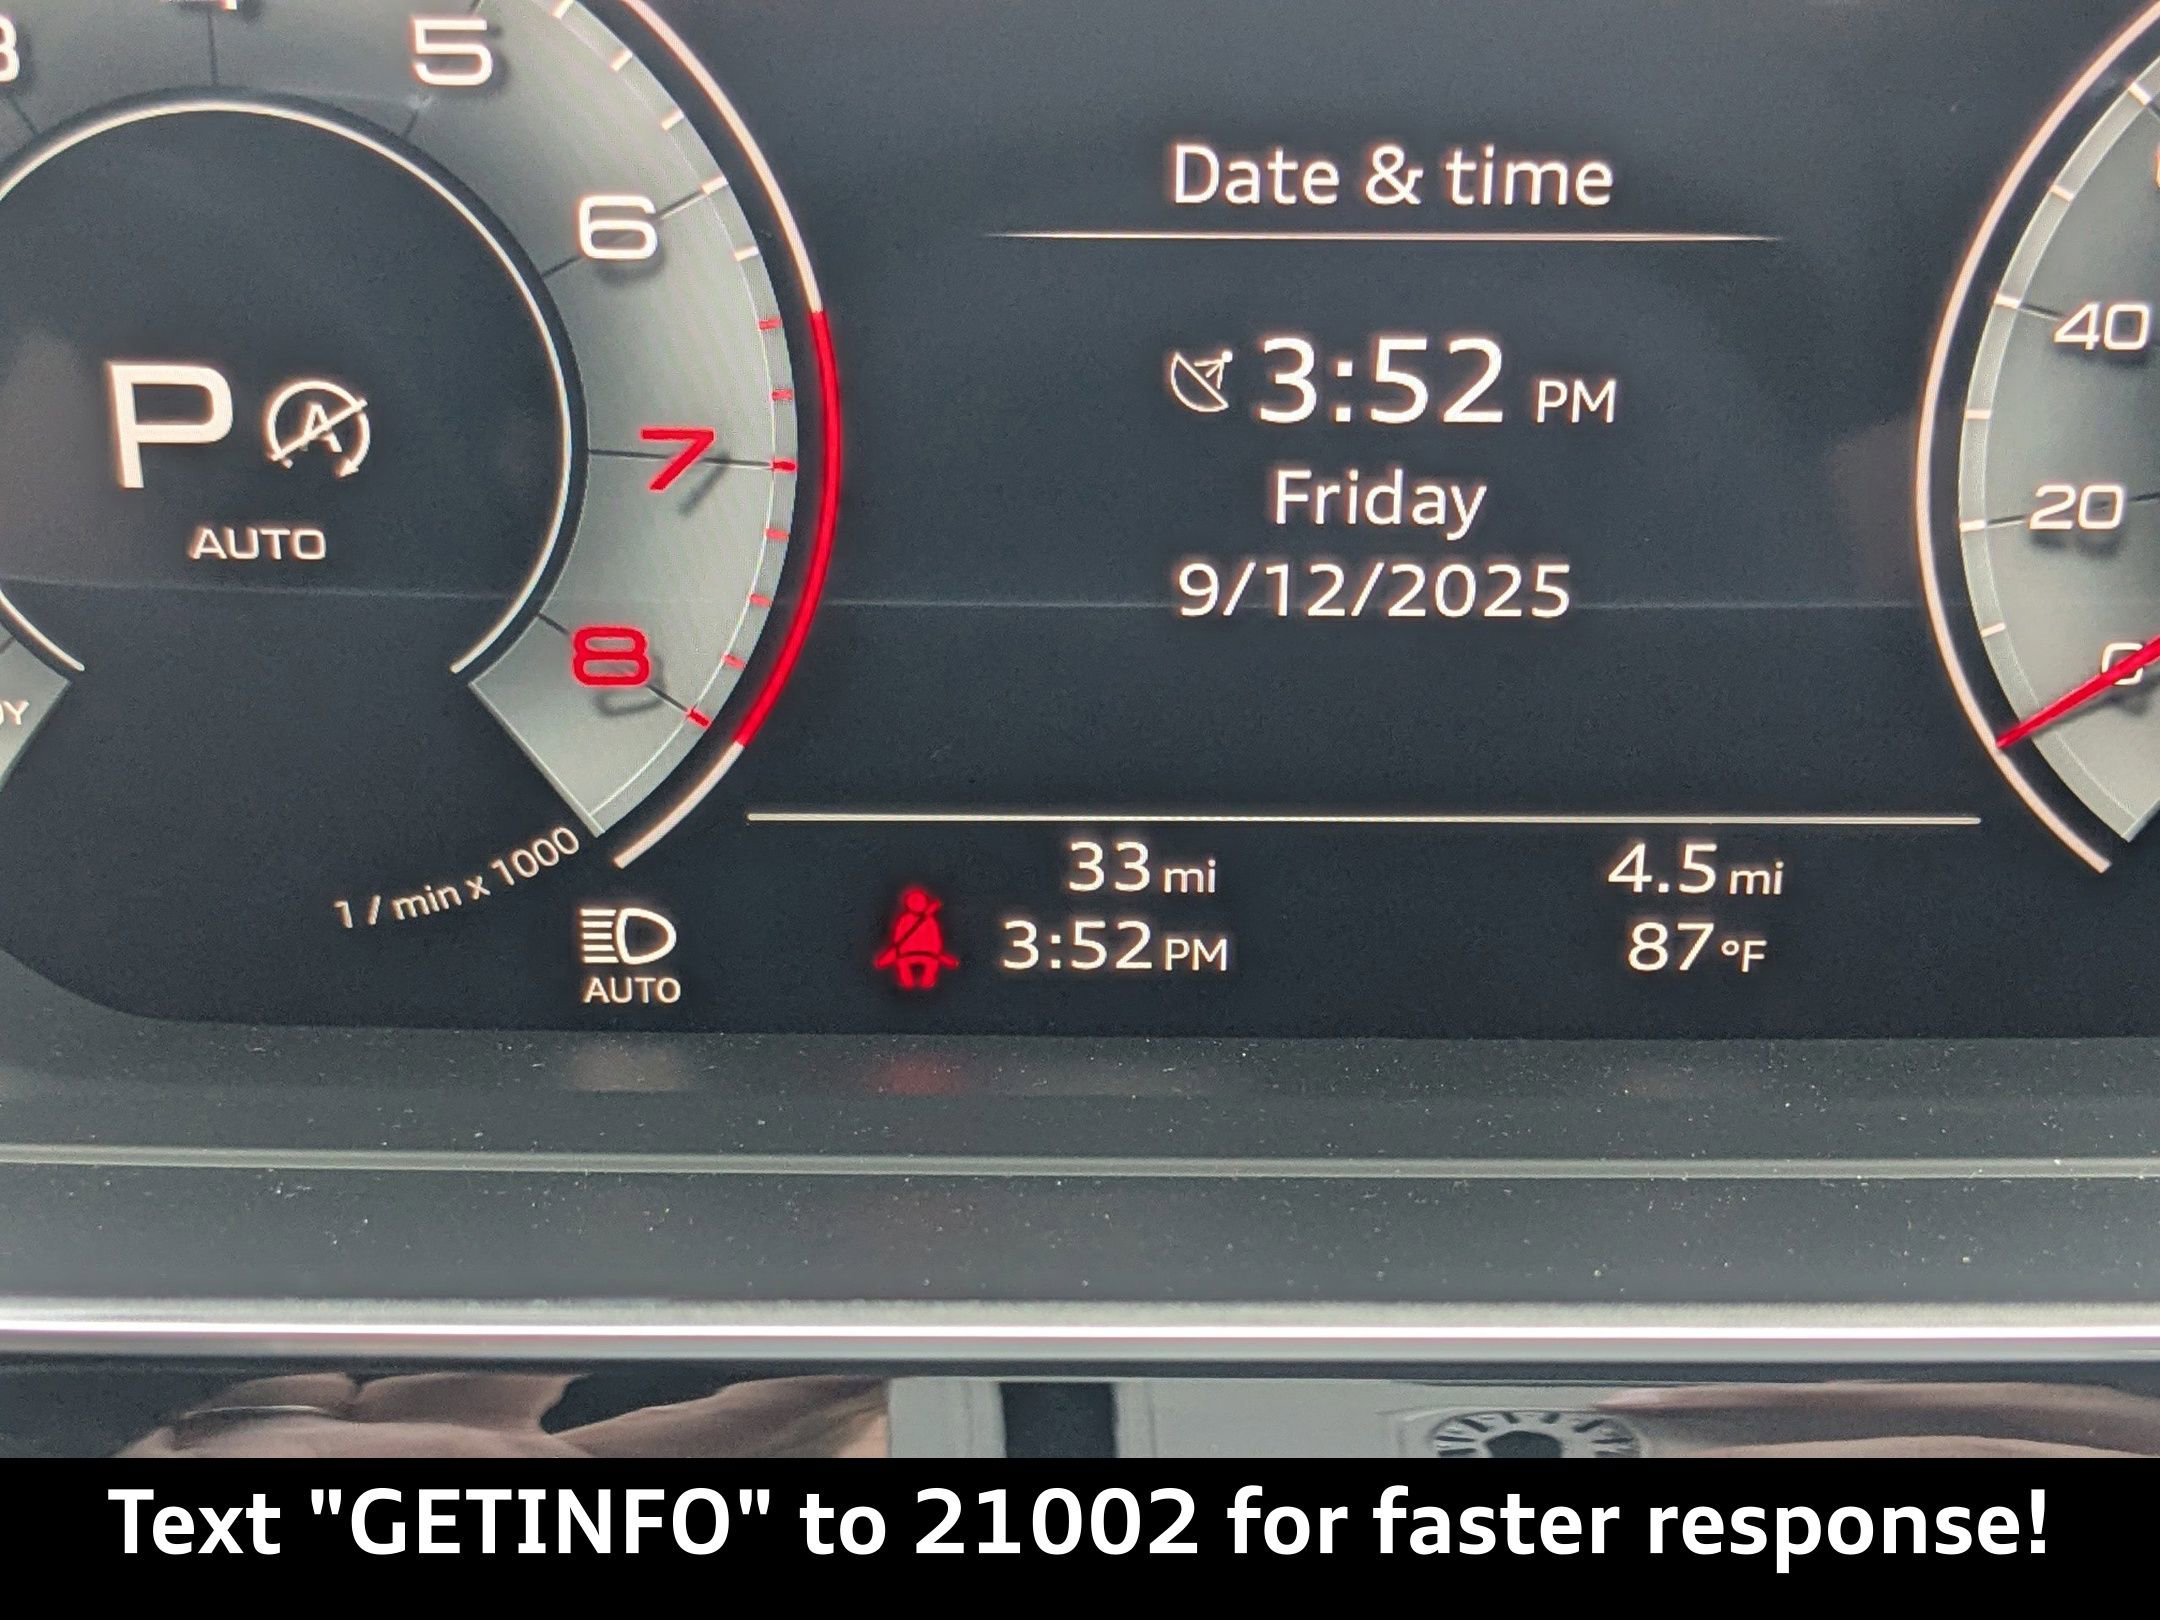 5
6
7
8
P
A
AUTO
1 / min x 1000
AUTO
Date & time
3:52 PM
Friday
9/12/2025
33 mi
3:52 PM
4.5 mi
87 °F
40
20
0
Text "GETINFO" to 21002 for faster response!